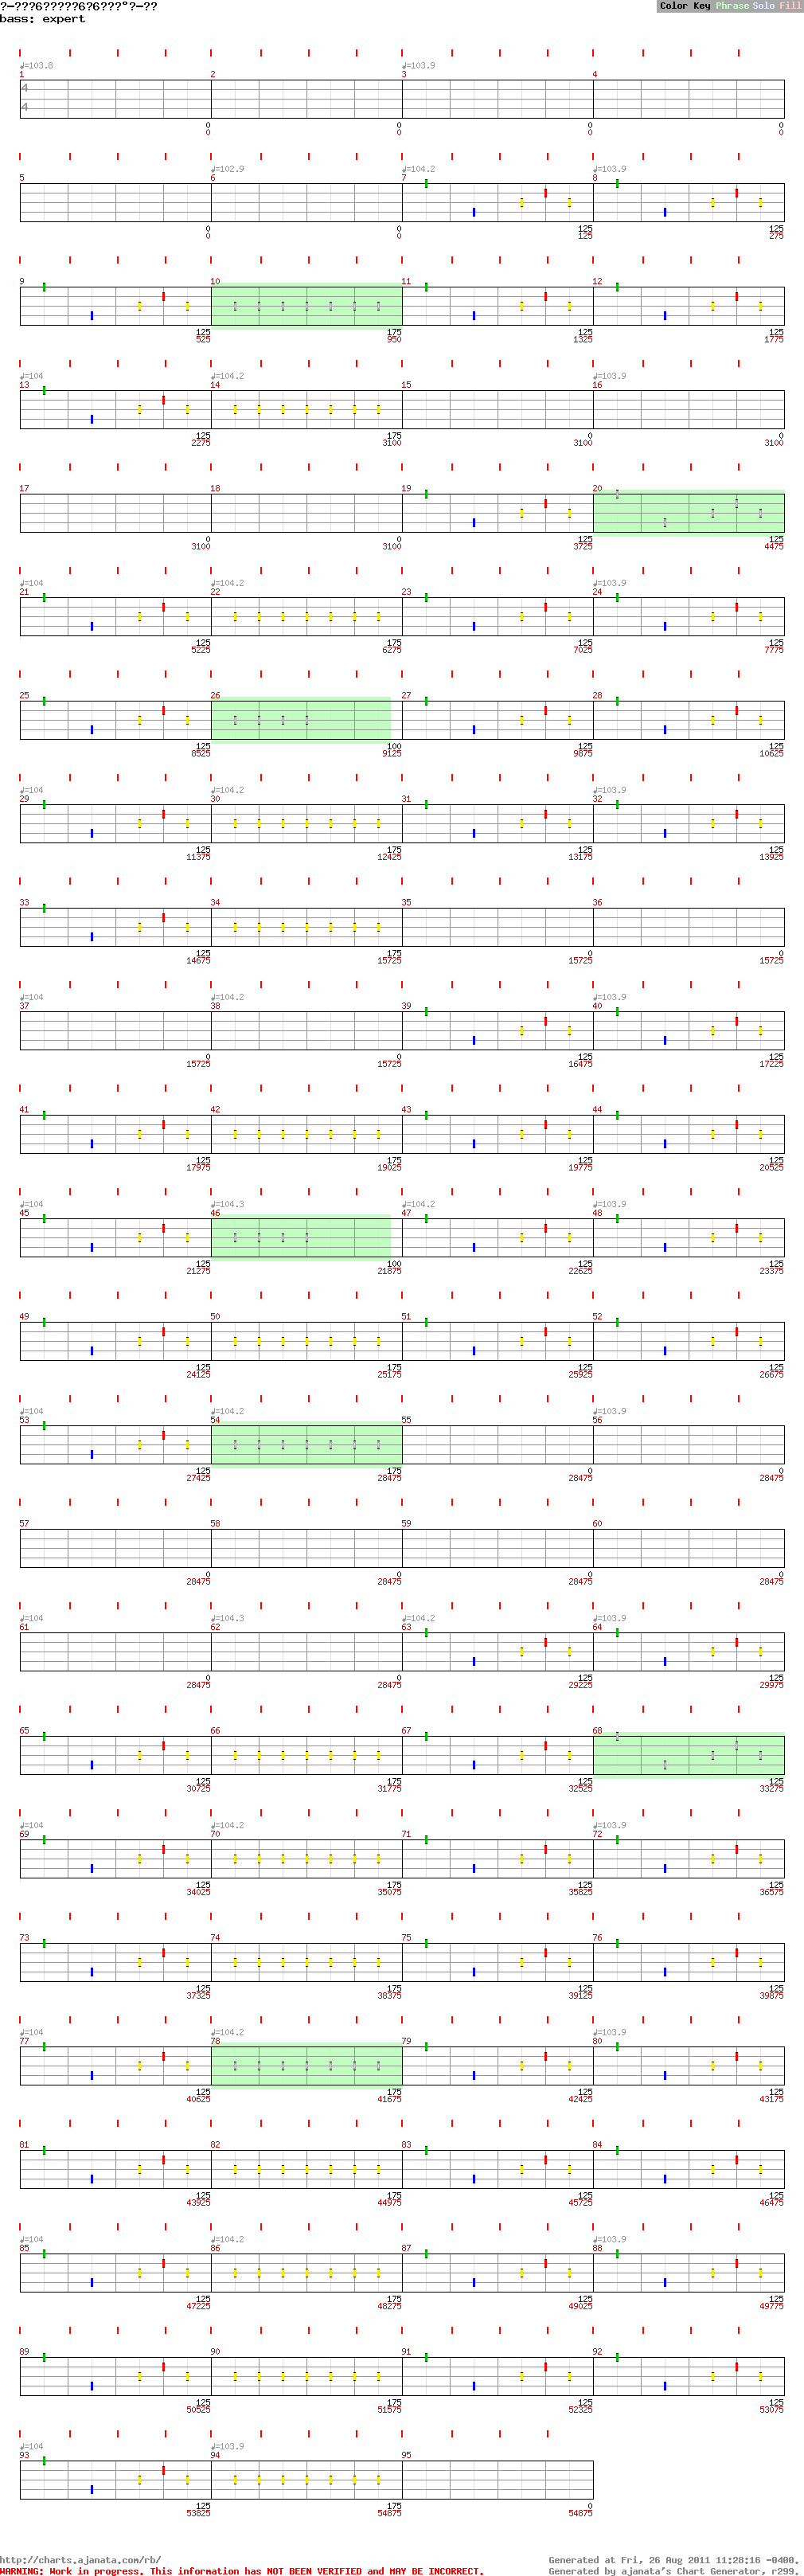 ?-???6?????6?6???°?-??
Color Key Phrase Solo Fill
bass: expert
♩=103.8 ♩=103.9
1 2 3 4
4
4
0 0 0 0
0 0 0 0
♩=102.9 ♩=104.2 ♩=103.9
5 6 7 8
0 0 125 125
0 0 125 275
9 10 11 12
125 175 125 125
525 950 1325 1775
♩=104 ♩=104.2 ♩=103.9
13 14 15 16
125 175 0 0
2275 3100 3100 3100
17 18 19 20
0 0 125 125
3100 3100 3725 4475
♩=104 ♩=104.2 ♩=103.9
21 22 23 24
125 175 125 125
5225 6275 7025 7775
25 26 27 28
125 100 125 125
8525 9125 9875 10625
♩=104 ♩=104.2 ♩=103.9
29 30 31 32
125 175 125 125
11375 12425 13175 13925
33 34 35 36
125 175 0 0
14675 15725 15725 15725
♩=104 ♩=104.2 ♩=103.9
37 38 39 40
0 0 125 125
15725 15725 16475 17225
41 42 43 44
125 175 125 125
17975 19025 19775 20525
♩=104 ♩=104.3 ♩=104.2 ♩=103.9
45 46 47 48
125 100 125 125
21275 21875 22625 23375
49 50 51 52
125 175 125 125
24125 25175 25925 26675
♩=104 ♩=104.2 ♩=103.9
53 54 55 56
125 175 0 0
27425 28475 28475 28475
57 58 59 60
0 0 0 0
28475 28475 28475 28475
♩=104 ♩=104.3 ♩=104.2 ♩=103.9
61 62 63 64
0 0 125 125
28475 28475 29225 29975
65 66 67 68
125 175 125 125
30725 31775 32525 33275
♩=104 ♩=104.2 ♩=103.9
69 70 71 72
125 175 125 125
34025 35075 35825 36575
73 74 75 76
125 175 125 125
37325 38375 39125 39875
♩=104 ♩=104.2 ♩=103.9
77 78 79 80
125 175 125 125
40625 41675 42425 43175
81 82 83 84
125 175 125 125
43925 44975 45725 46475
♩=104 ♩=104.2 ♩=103.9
85 86 87 88
125 175 125 125
47225 48275 49025 49775
89 90 91 92
125 175 125 125
50525 51575 52325 53075
♩=104 ♩=103.9
93 94 95
125 175 0
53825 54875 54875
http://charts.ajanata.com/rb/
Generated at Fri, 26 Aug 2011 11:28:16 -0400.
WARNING: Work in progress. This information has NOT BEEN VERIFIED and MAY BE INCORRECT.
Generated by ajanata's Chart Generator, r299.